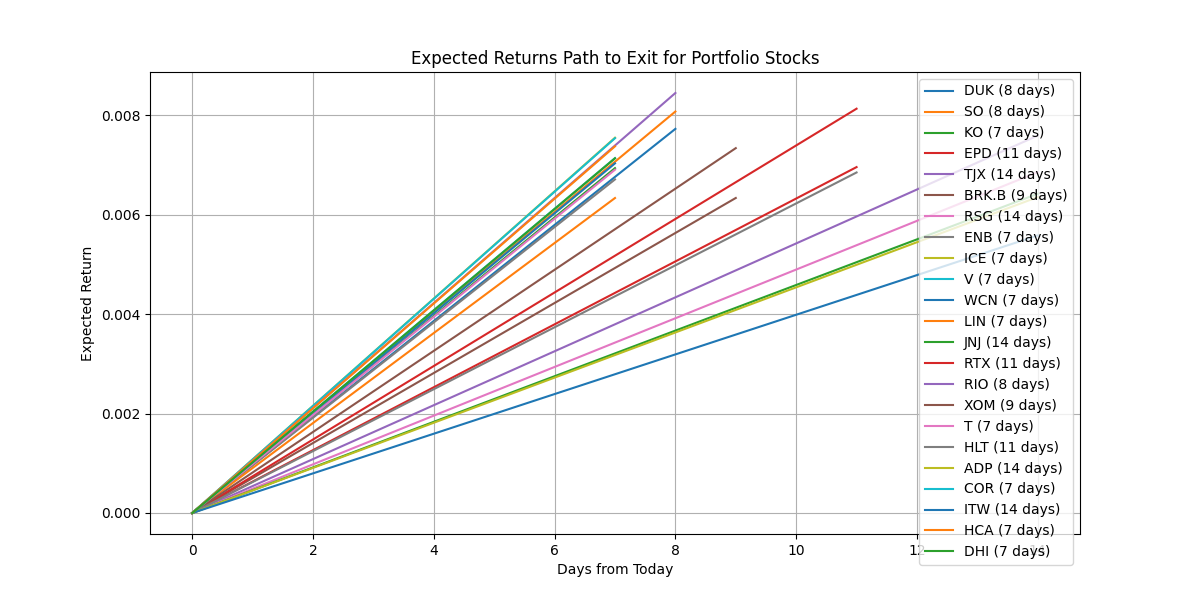 Expected Returns Path to Exit for Portfolio Stocks
Expected Return
0.008
0.006
0.004
0.002
0.000
0
2
4
6
8
10
12
Days from Today
DUK (8 days)
SO (8 days)
KO (7 days)
EPD (11 days)
TJX (14 days)
BRK.B (9 days)
RSG (14 days)
ENB (7 days)
ICE (7 days)
V (7 days)
WCN (7 days)
LIN (7 days)
JNJ (14 days)
RTX (11 days)
RIO (8 days)
XOM (9 days)
T (7 days)
HLT (11 days)
ADP (14 days)
COR (7 days)
ITW (14 days)
HCA (7 days)
DHI (7 days)